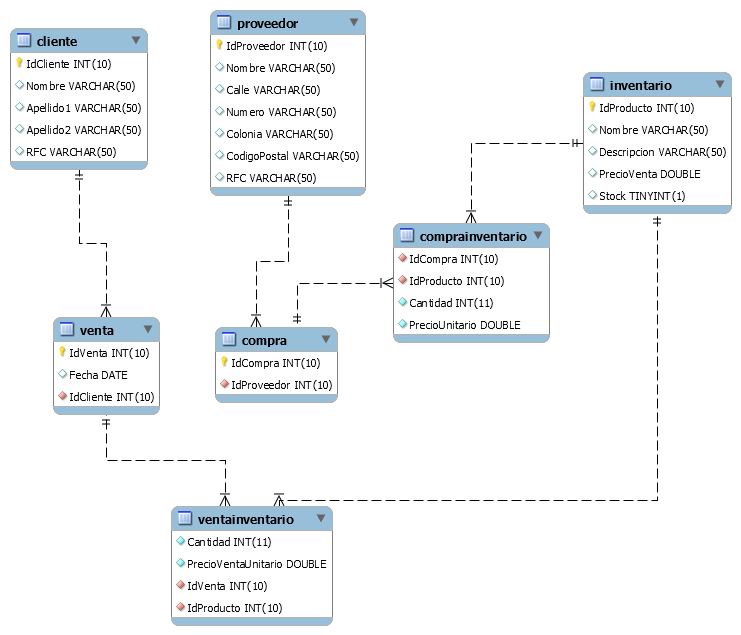 cliente
IdCliente INT(10)
Nombre VARCHAR(50)
Apellido1 VARCHAR(50)
Apellido2 VARCHAR(50)
RFC VARCHAR(50)
proveedor
IdProveedor INT(10)
Nombre VARCHAR(50)
Calle VARCHAR(50)
Numero VARCHAR(50)
Colonia VARCHAR(50)
CodigoPostal VARCHAR(50)
RFC VARCHAR(50)
inventario
IdProducto INT(10)
Nombre VARCHAR(50)
Descripcion VARCHAR(50)
PrecioVenta DOUBLE
Stock TINYINT(1)
comprainventario
IdCompra INT(10)
IdProducto INT(10)
Cantidad INT(11)
PrecioUnitario DOUBLE
venta
IdVenta INT(10)
Fecha DATE
IdCliente INT(10)
compra
IdCompra INT(10)
IdProveedor INT(10)
ventainventario
Cantidad INT(11)
PrecioVentaUnitario DOUBLE
IdVenta INT(10)
IdProducto INT(10)